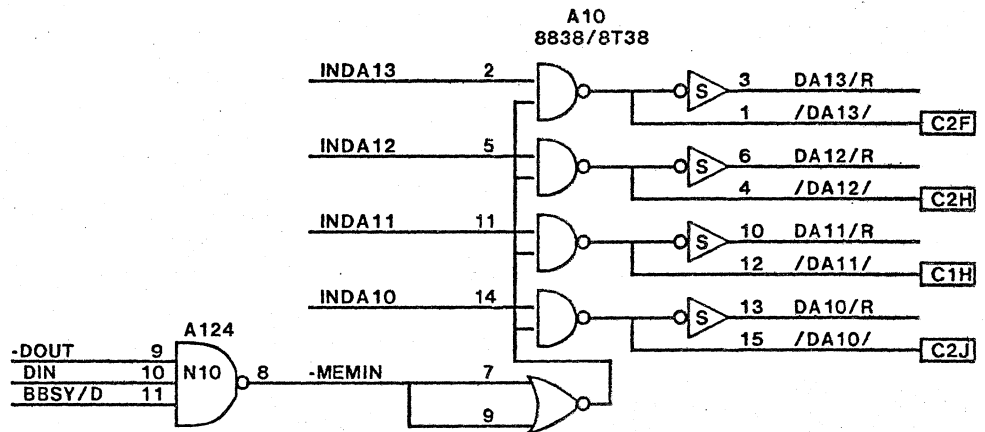 A10
8838/8T38
INDA13 2 S 3 DA13/R
1 /DA13/ C2F
INDA12 5 S 6 DA12/R
4 /DA12/ C2H
INDA11 11 S 10 DA11/R
12 /DA11/ C1H
INDA10 14 S 13 DA10/R
15 /DA10/ C2J
A124
-DOUT 9
DIN 10 N10 8 -MEMIN 7
BBSY/D 11
9